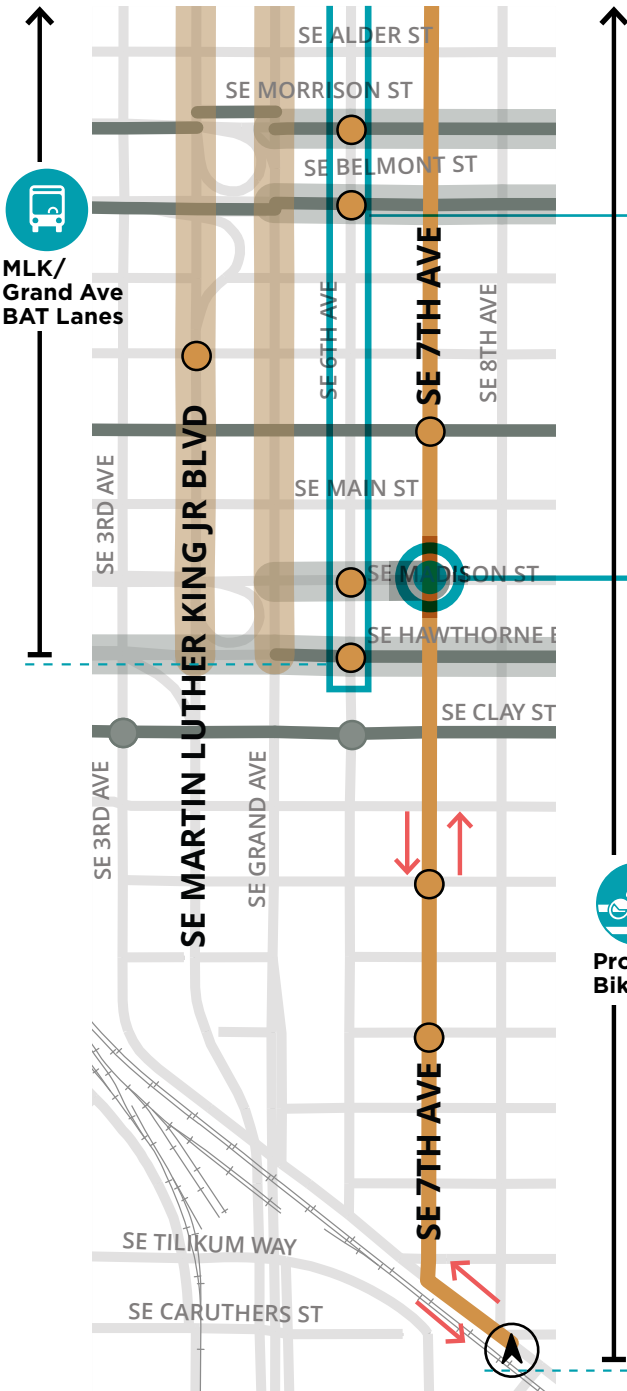 SE ALDER ST
SE MORRISON ST
SE BELMONT ST
MLK/
Grand Ave
BAT Lanes
SE 6TH AVE
SE 7TH AVE
SE 8TH AVE
SE 3RD AVE
SE MARTIN LUTHER KING JR BLVD
SE MAIN ST
SE MADISON ST
SE HAWTHORNE
SE CLAY ST
SE 3RD AVE
SE GRAND AVE
Pro
Bik
SE 7TH AVE
SE TILIKUM WAY
SE CARUTHERS ST